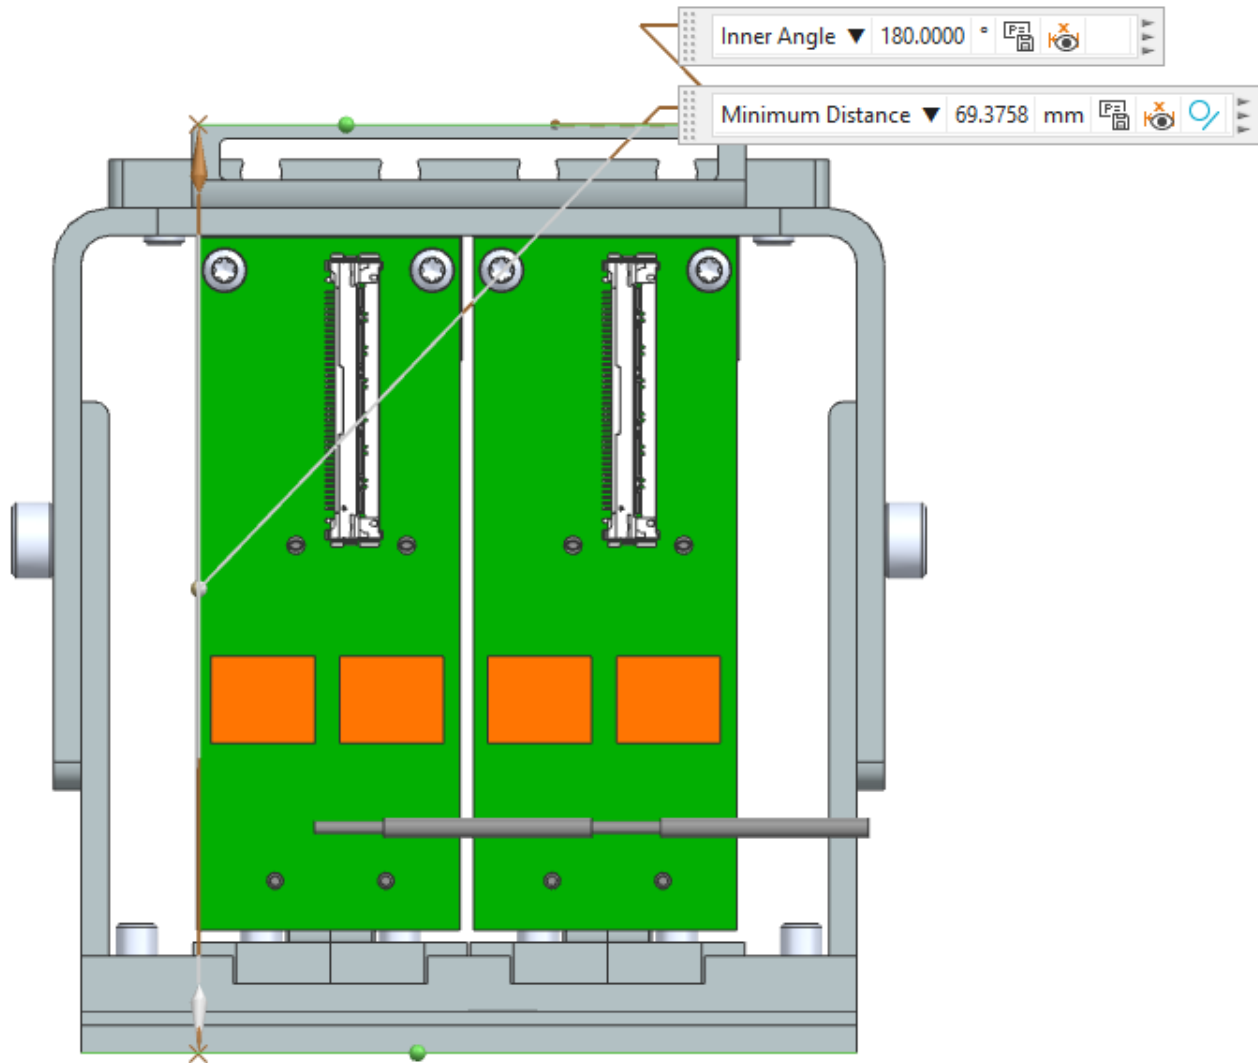 Inner Angle ▼ 180.0000 °
Minimum Distance ▼ 69.3758 mm